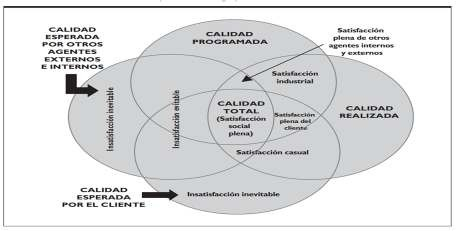 CALIDAD
ESPERADA
POR OTROS
AGENTES
EXTERNOS
E INTERNOS
CALIDAD
PROGRAMADA
Satisfacción
plena de otros
agentes internos
y externos
Satisfacción
industrial
Insatisfacción inevitable
Insatisfacción evitable
CALIDAD
TOTAL
(Satisfacción
social
plena)
Satisfacción
plena del
cliente
CALIDAD
REALIZADA
Satisfacción casual
CALIDAD
ESPERADA
POR EL CLIENTE
Insatisfacción inevitable